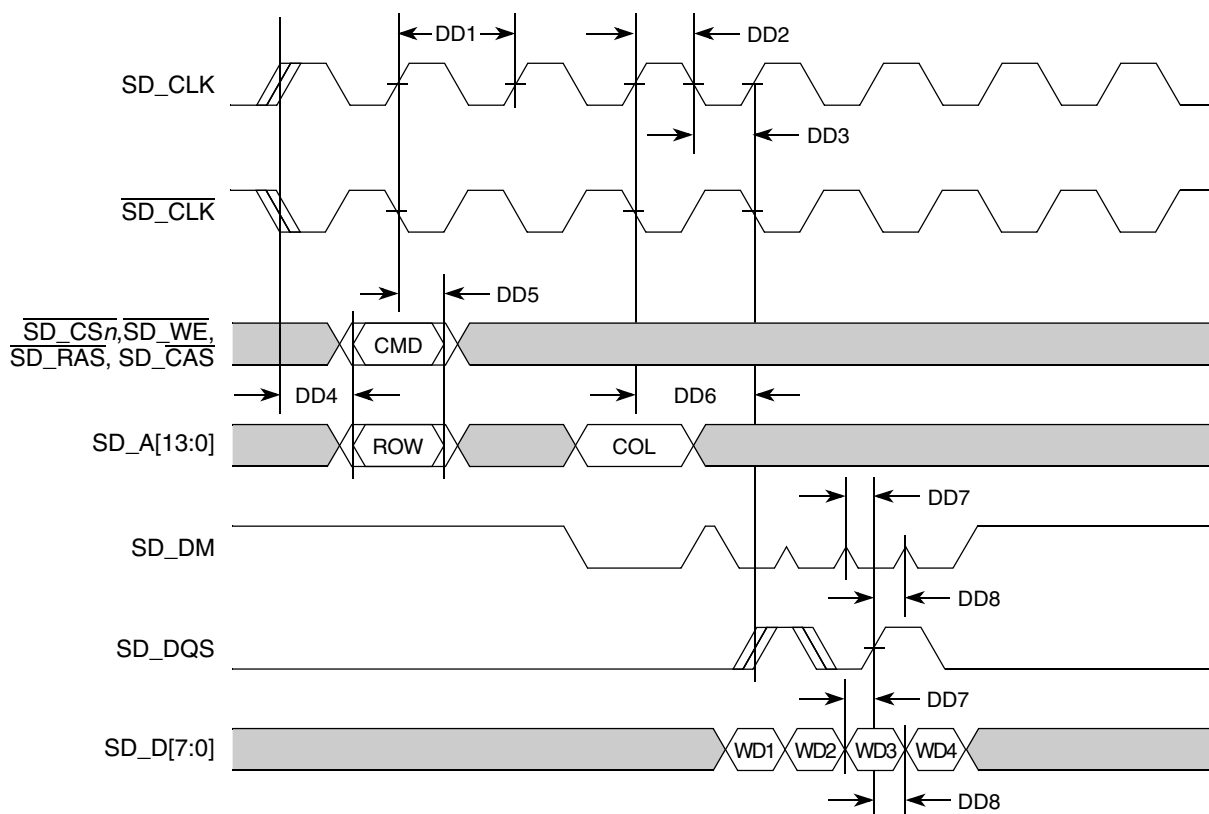 DD1
DD2
SD_CLK
DD3
SD_CLK
DD5
SD_CSn,SD_WE,
SD_RAS, SD_CAS
CMD
DD4
DD6
SD_A[13:0]
ROW
COL
DD7
SD_DM
DD8
SD_DQS
DD7
SD_D[7:0]
WD1
WD2
WD3
WD4
DD8